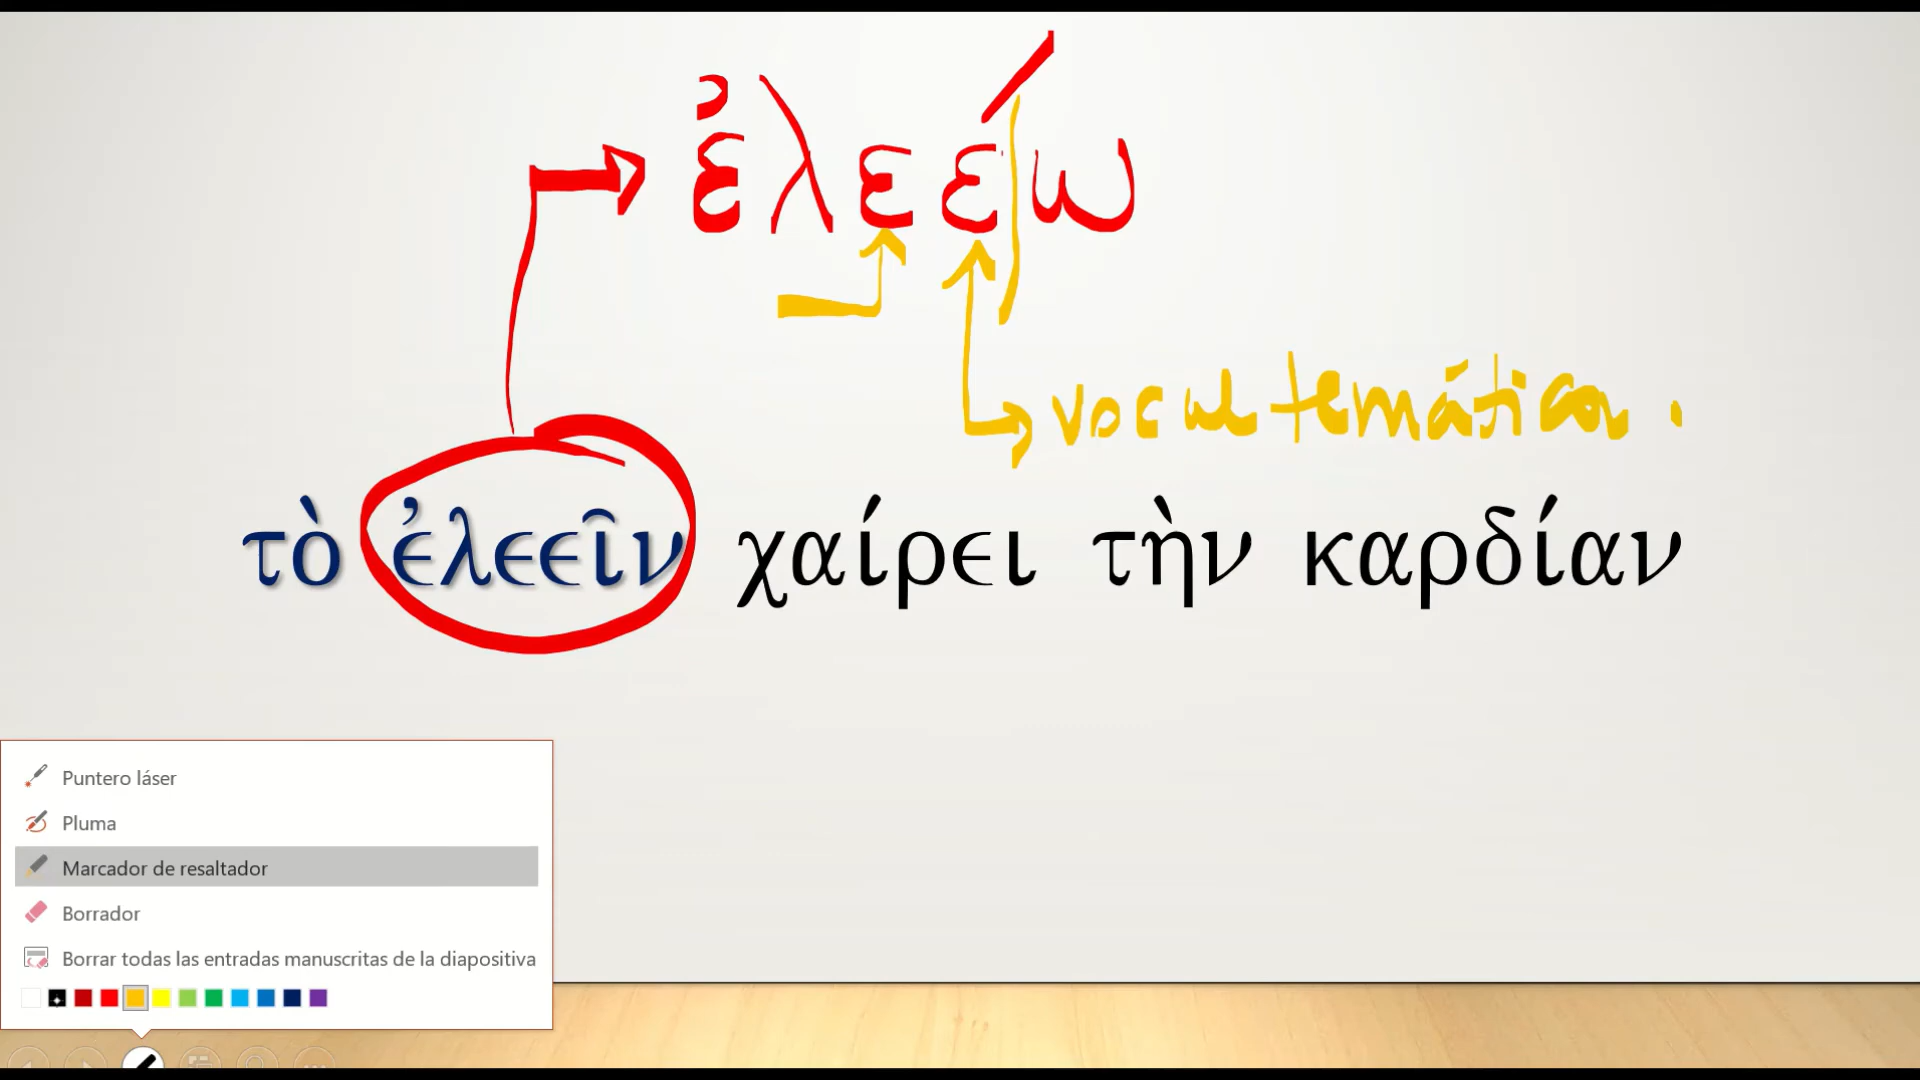 ἐλεέω
vocal temática.
τὸ ἐλεεῖν χαίρει τὴν καρδίαν
Puntero láser
Pluma
Marcador de resaltador
Borrador
Borrar todas las entradas manuscritas de la diapositiva